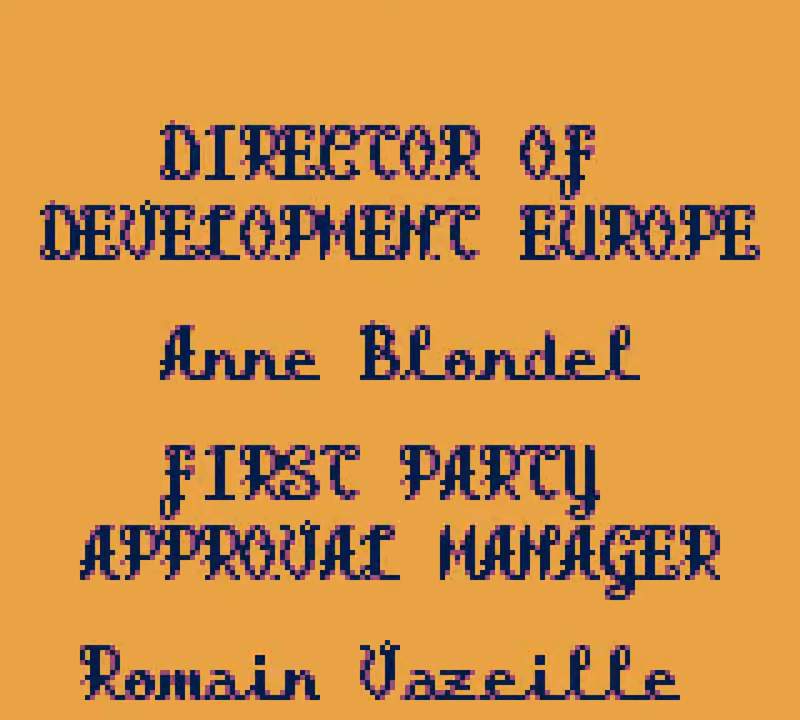 DIRECTOR OF
DEVELOPMENT EUROPE
Anne Blondel
FIRST PARTY
APPROVAL MANAGER
Romain Vazeille